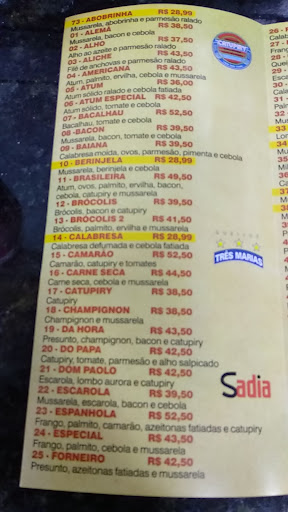 73 - ABOBRINHA R$ 28,99
Mussarela, abobrinha e parmesão ralado
01 - ALEMÃ R$ 38,50
Mussarela, bacon e cebola
02 - ALHO R$ 37,50
Alho ao azeite e parmesão ralado
03 - ALICHE R$ 43,50
Filé de anchovas e parmesão ralado
04 - AMERICANA R$ 43,50
Atum, palmito, ervilha, cebola e mussarela
05 - ATUM R$ 36,00
Atum sólido ralado e cebola fatiada
06 - ATUM ESPECIAL R$ 42,50
Atum sólido, tomate e cebola
07 - BACALHAU R$ 52,50
Bacalhau, tomate e cebola
08 -BACON R$ 39,50
Mussarela, bacon, tomate e cebola
09 - BAIANA R$ 39,50
Calabresa moída, ovos, parmesão, pimenta e cebola
10 - BERINJELA R$ 28,99
Mussarela, berinjela e cebola
11 - BRASILEIRA R$ 49,50
Atum, ovos, palmito, ervilha, bacon,
cebola, catupiry e mussarela
12 - BRÓCOLIS R$ 39,50
Brócolis, bacon e catupiry
13 - BRÓCOLIS 2 R$ 41,50
Brócolis, palmito, ervilha e mussarela
14 - CALABRESA R$ 28,99
Calabresa defumada e cebola fatiada
15 - CAMARÃO R$ 52,50
Camarão, catupiry e tomates
16 - CARNE SECA R$ 44,50
Carne seca, cebola e mussarela
17 - CATUPIRY R$ 38,50
Catupiry
18 - CHAMPIGNON R$ 38,50
Champignon e mussarela
19 - DA HORA R$ 43,50
Presunto, champignon, bacon e catupiry
20 - DO PAPA R$ 42,50
Catupiry, tomate, parmesão e alho salpicado
21 - DOM PAOLO R$ 42,50
Escarola, lombo aurora e catupiry
22 - ESCAROLA R$ 39,50
Mussarela, escarola, bacon e cebola
23 - ESPANHOLA R$ 52,50
Frango, palmito, camarão, azeitonas fatiadas e catupiry
24 - ESPECIAL R$ 43,50
Frango, palmito, cebola e mussarela
25 - FORNEIRO R$ 42,50
Presunto, azeitonas fatiadas e mussarela
CATUPIRY
TRÊS MARIAS
Sadia